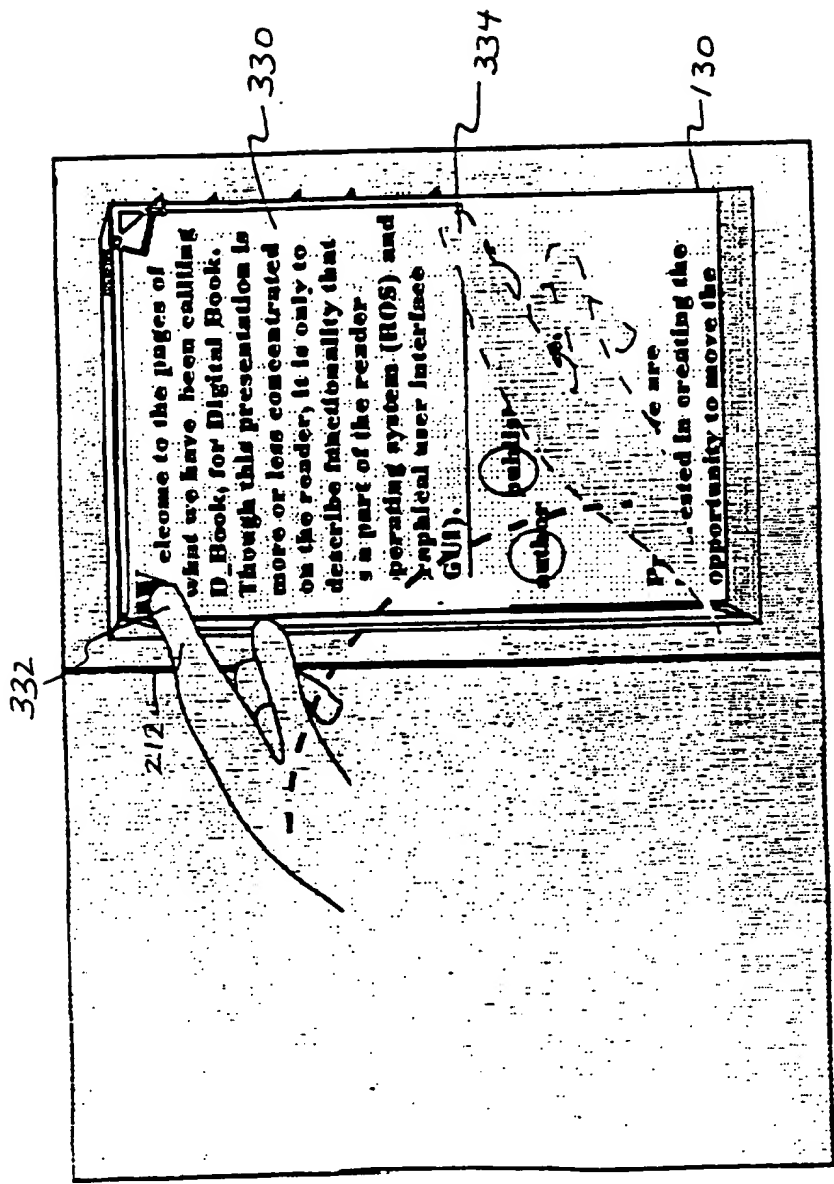 elcome to the pages of
what we have been calling
D_Book, for Digital Book.
Though this presentation is
more or less concentrated
on the reader, it is only to
describe functionality that
s a part of the reader
perating system (ROS) and
raphical user interface
GUI).
author
e are
ested in creating the
opportunity to move the
330
332
334
212
130